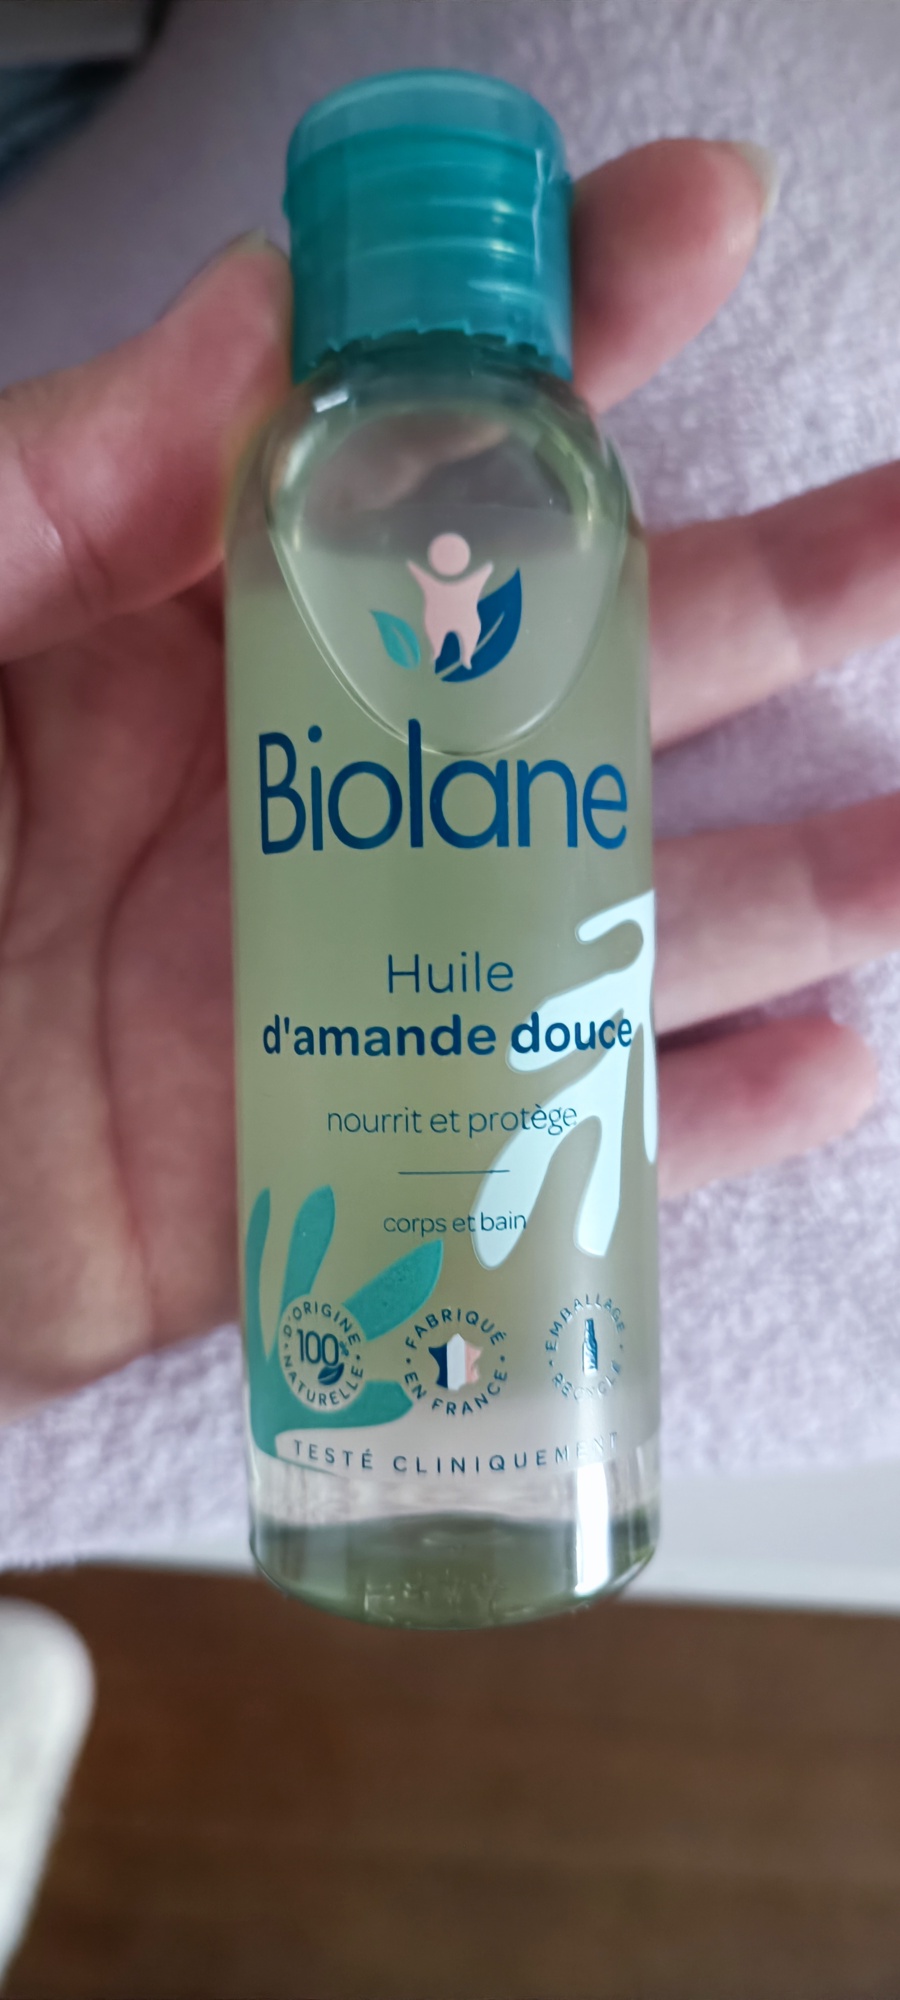 Biolane
Huile
d'amande douce
nourrit et protège
corps et bain
D'ORIGINE
100%
NATURELLE
FABRIQUÉ
EN FRANCE
EMBALLAGE
RECYCLÉ
TESTÉ CLINIQUEMENT